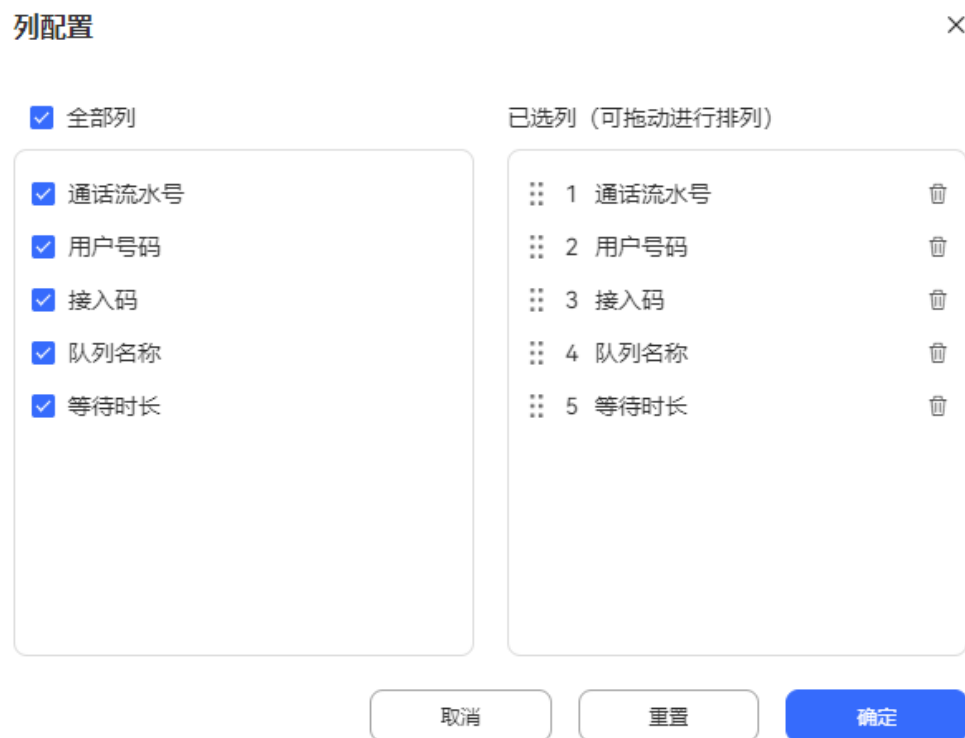 列配置
全部列
已选列（可拖动进行排列）
通话流水号
用户号码
接入码
队列名称
等待时长
1 通话流水号
2 用户号码
3 接入码
4 队列名称
5 等待时长
取消
重置
确定